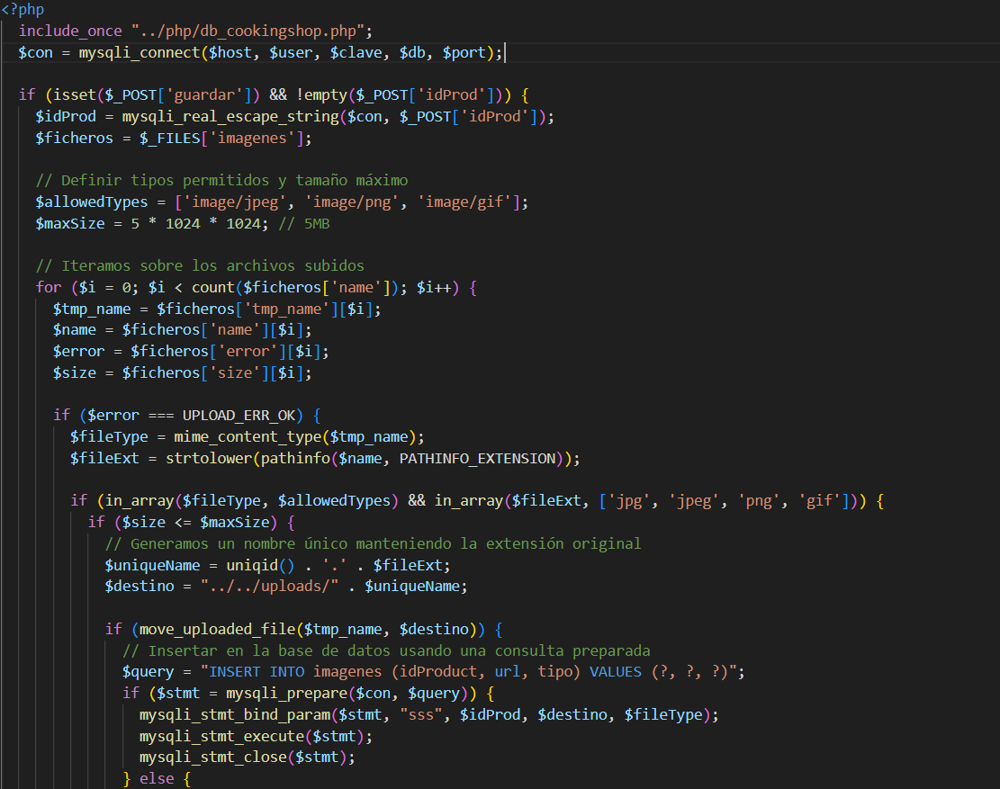 <?php
include_once "../php/db_cookingshop.php";
$con = mysqli_connect($host, $user, $clave, $db, $port);
if (isset($_POST['guardar']) && !empty($_POST['idProd'])) {
$idProd = mysqli_real_escape_string($con, $_POST['idProd']);
$ficheros = $_FILES['imagenes'];
// Definir tipos permitidos y tamaño máximo
$allowedTypes = ['image/jpeg', 'image/png', 'image/gif'];
$maxSize = 5 * 1024 * 1024; // 5MB
// Iteramos sobre los archivos subidos
for ($i = 0; $i < count($ficheros['name']); $i++) {
$tmp_name = $ficheros['tmp_name'][$i];
$name = $ficheros['name'][$i];
$error = $ficheros['error'][$i];
$size = $ficheros['size'][$i];
if ($error === UPLOAD_ERR_OK) {
$fileType = mime_content_type($tmp_name);
$fileExt = strtolower(pathinfo($name, PATHINFO_EXTENSION));
if (in_array($fileType, $allowedTypes) && in_array($fileExt, ['jpg', 'jpeg', 'png', 'gif'])) {
if ($size <= $maxSize) {
// Generamos un nombre único manteniendo la extensión original
$uniqueName = uniqid() . '.' . $fileExt;
$destino = "../../uploads/" . $uniqueName;
if (move_uploaded_file($tmp_name, $destino)) {
// Insertar en la base de datos usando una consulta preparada
$query = "INSERT INTO imagenes (idProduct, url, tipo) VALUES (?, ?, ?)";
if ($stmt = mysqli_prepare($con, $query)) {
mysqli_stmt_bind_param($stmt, "sss", $idProd, $destino, $fileType);
mysqli_stmt_execute($stmt);
mysqli_stmt_close($stmt);
} else {